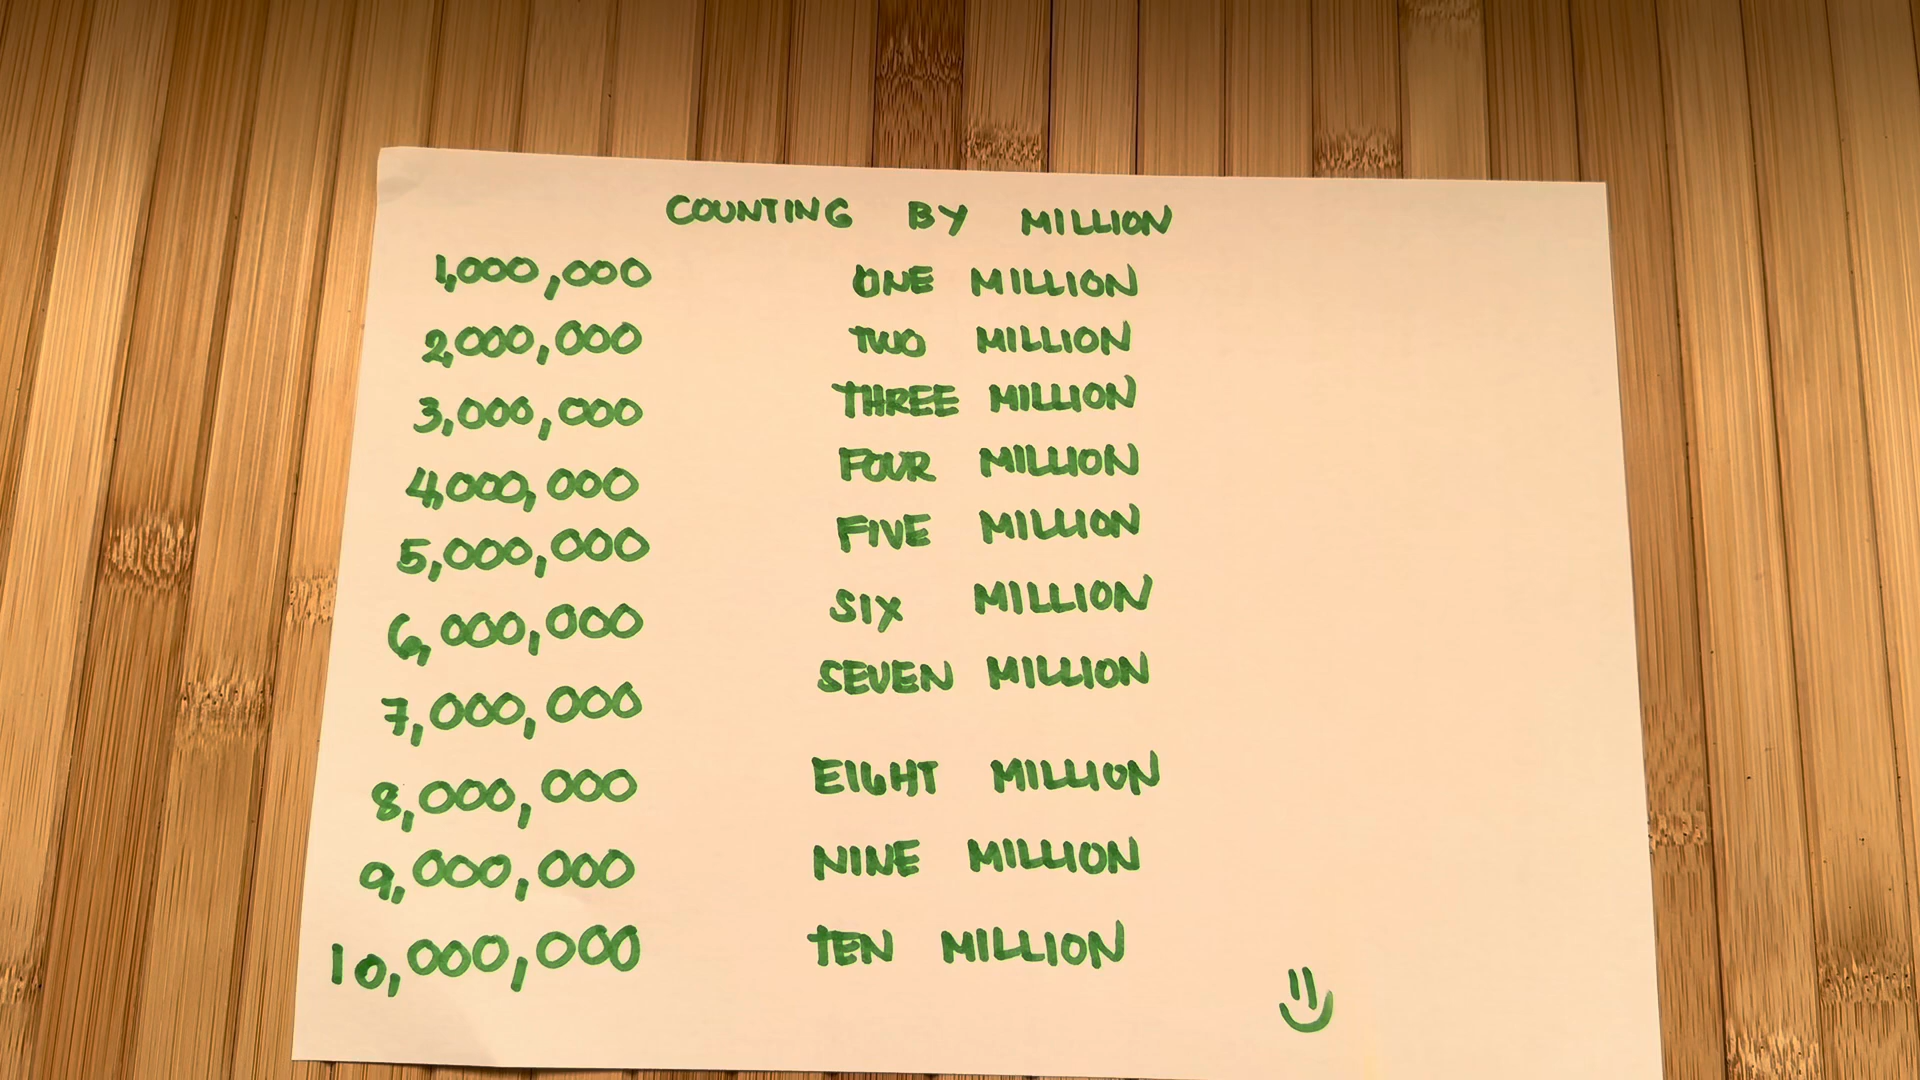 COUNTING BY MILLION
1,000,000 ONE MILLION
2,000,000 TWO MILLION
3,000,000 THREE MILLION
4,000,000 FOUR MILLION
5,000,000 FIVE MILLION
6,000,000 SIX MILLION
7,000,000 SEVEN MILLION
8,000,000 EIGHT MILLION
9,000,000 NINE MILLION
10,000,000 TEN MILLION